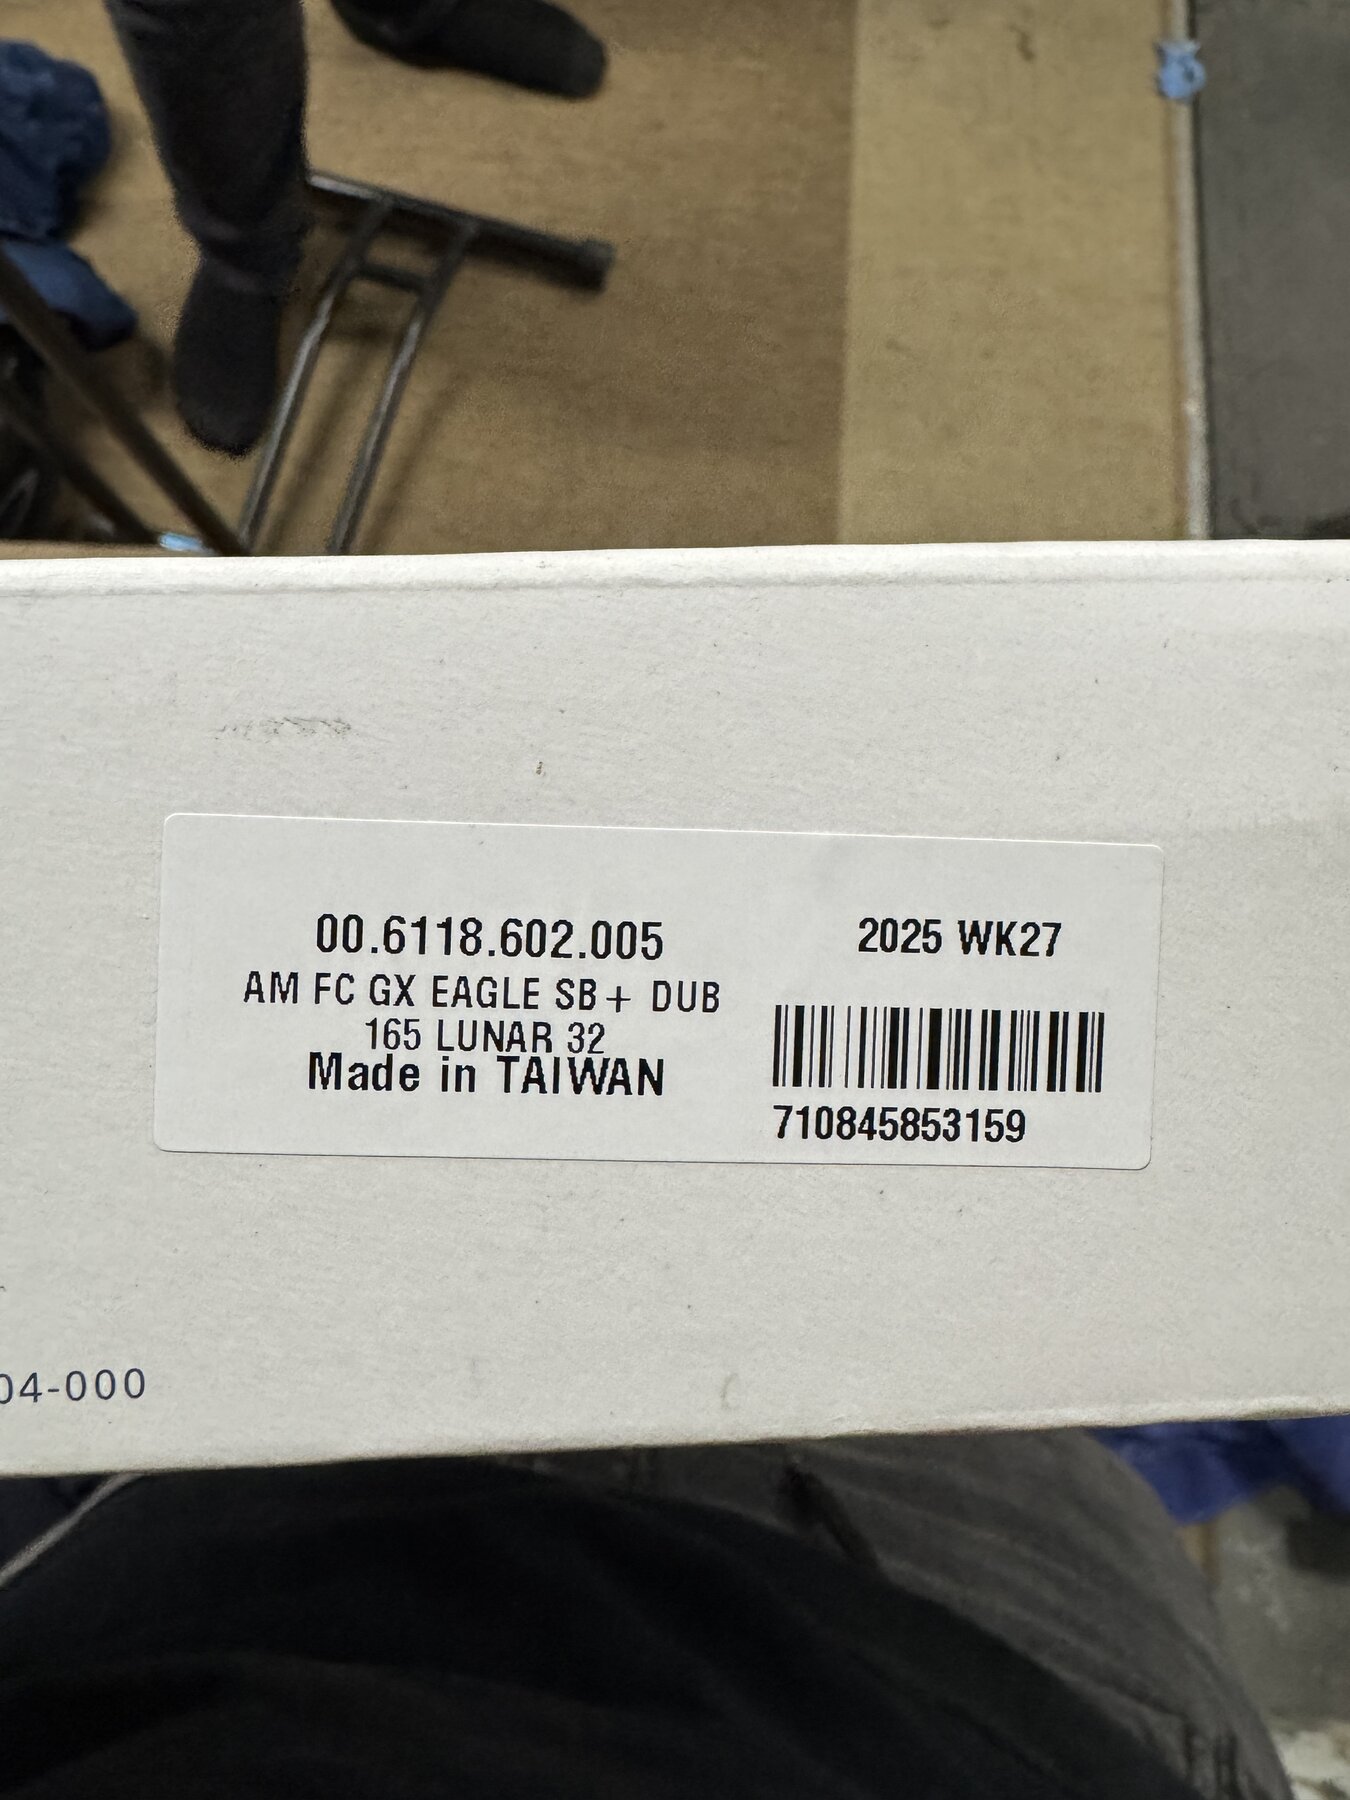 00.6118.602.005
AM FC GX EAGLE SB+ DUB
165 LUNAR 32
Made in TAIWAN
2025 WK27
710845853159
04-000